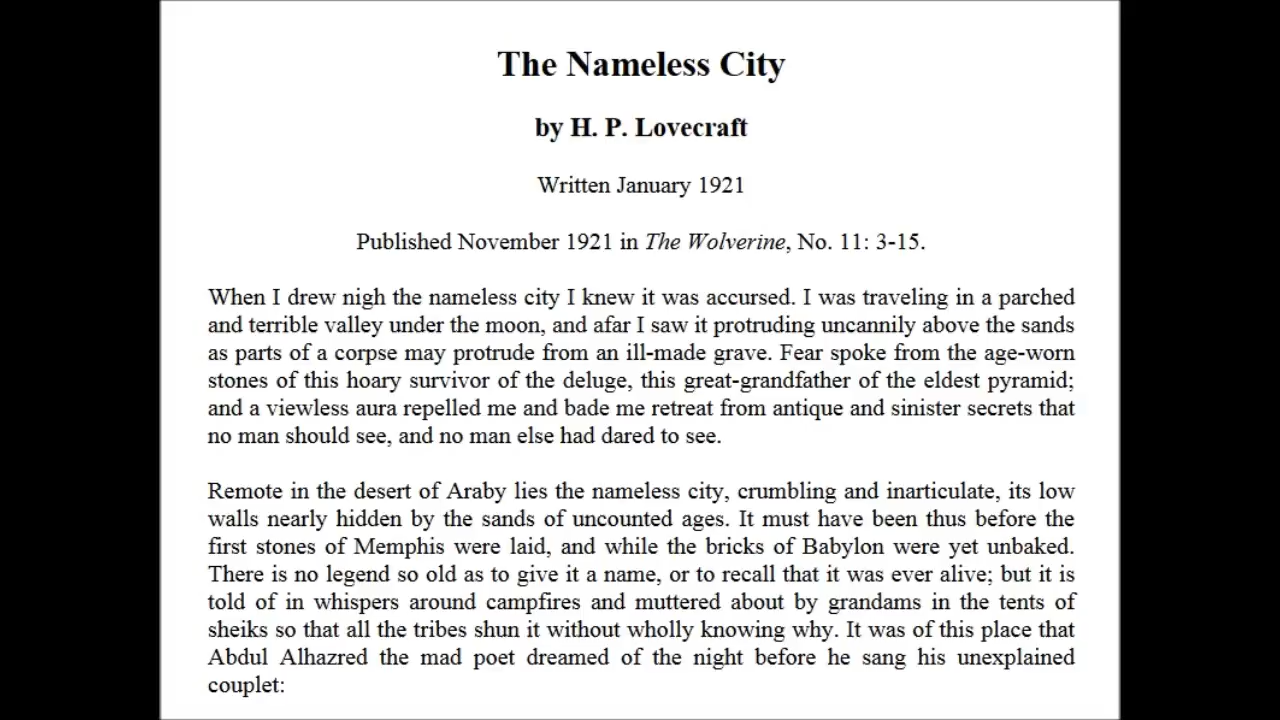 The Nameless City
by H. P. Lovecraft
Written January 1921
Published November 1921 in The Wolverine, No. 11: 3-15.
When I drew nigh the nameless city I knew it was accursed. I was traveling in a parched
and terrible valley under the moon, and afar I saw it protruding uncannily above the sands
as parts of a corpse may protrude from an ill-made grave. Fear spoke from the age-worn
stones of this hoary survivor of the deluge, this great-grandfather of the eldest pyramid;
and a viewless aura repelled me and bade me retreat from antique and sinister secrets that
no man should see, and no man else had dared to see.
Remote in the desert of Araby lies the nameless city, crumbling and inarticulate, its low
walls nearly hidden by the sands of uncounted ages. It must have been thus before the
first stones of Memphis were laid, and while the bricks of Babylon were yet unbaked.
There is no legend so old as to give it a name, or to recall that it was ever alive; but it is
told of in whispers around campfires and muttered about by grandams in the tents of
sheiks so that all the tribes shun it without wholly knowing why. It was of this place that
Abdul Alhazred the mad poet dreamed of the night before he sang his unexplained
couplet: